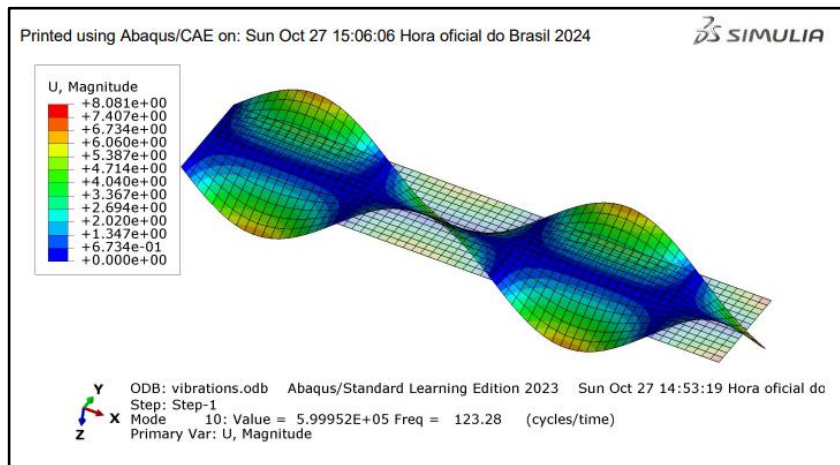 Printed using Abaqus/CAE on: Sun Oct 27 15:06:06 Hora oficial do Brasil 2024
3DS SIMULIA
U, Magnitude
+8.081e+00
+7.407e+00
+6.734e+00
+6.060e+00
+5.387e+00
+4.714e+00
+4.040e+00
+3.367e+00
+2.694e+00
+2.020e+00
+1.347e+00
+6.734e-01
+0.000e+00
ODB: vibrations.odb Abaqus/Standard Learning Edition 2023 Sun Oct 27 14:53:19 Hora oficial do
Y
X
Z
Step: Step-1
Mode 10: Value = 5.99952E+05 Freq = 123.28 (cycles/time)
Primary Var: U, Magnitude